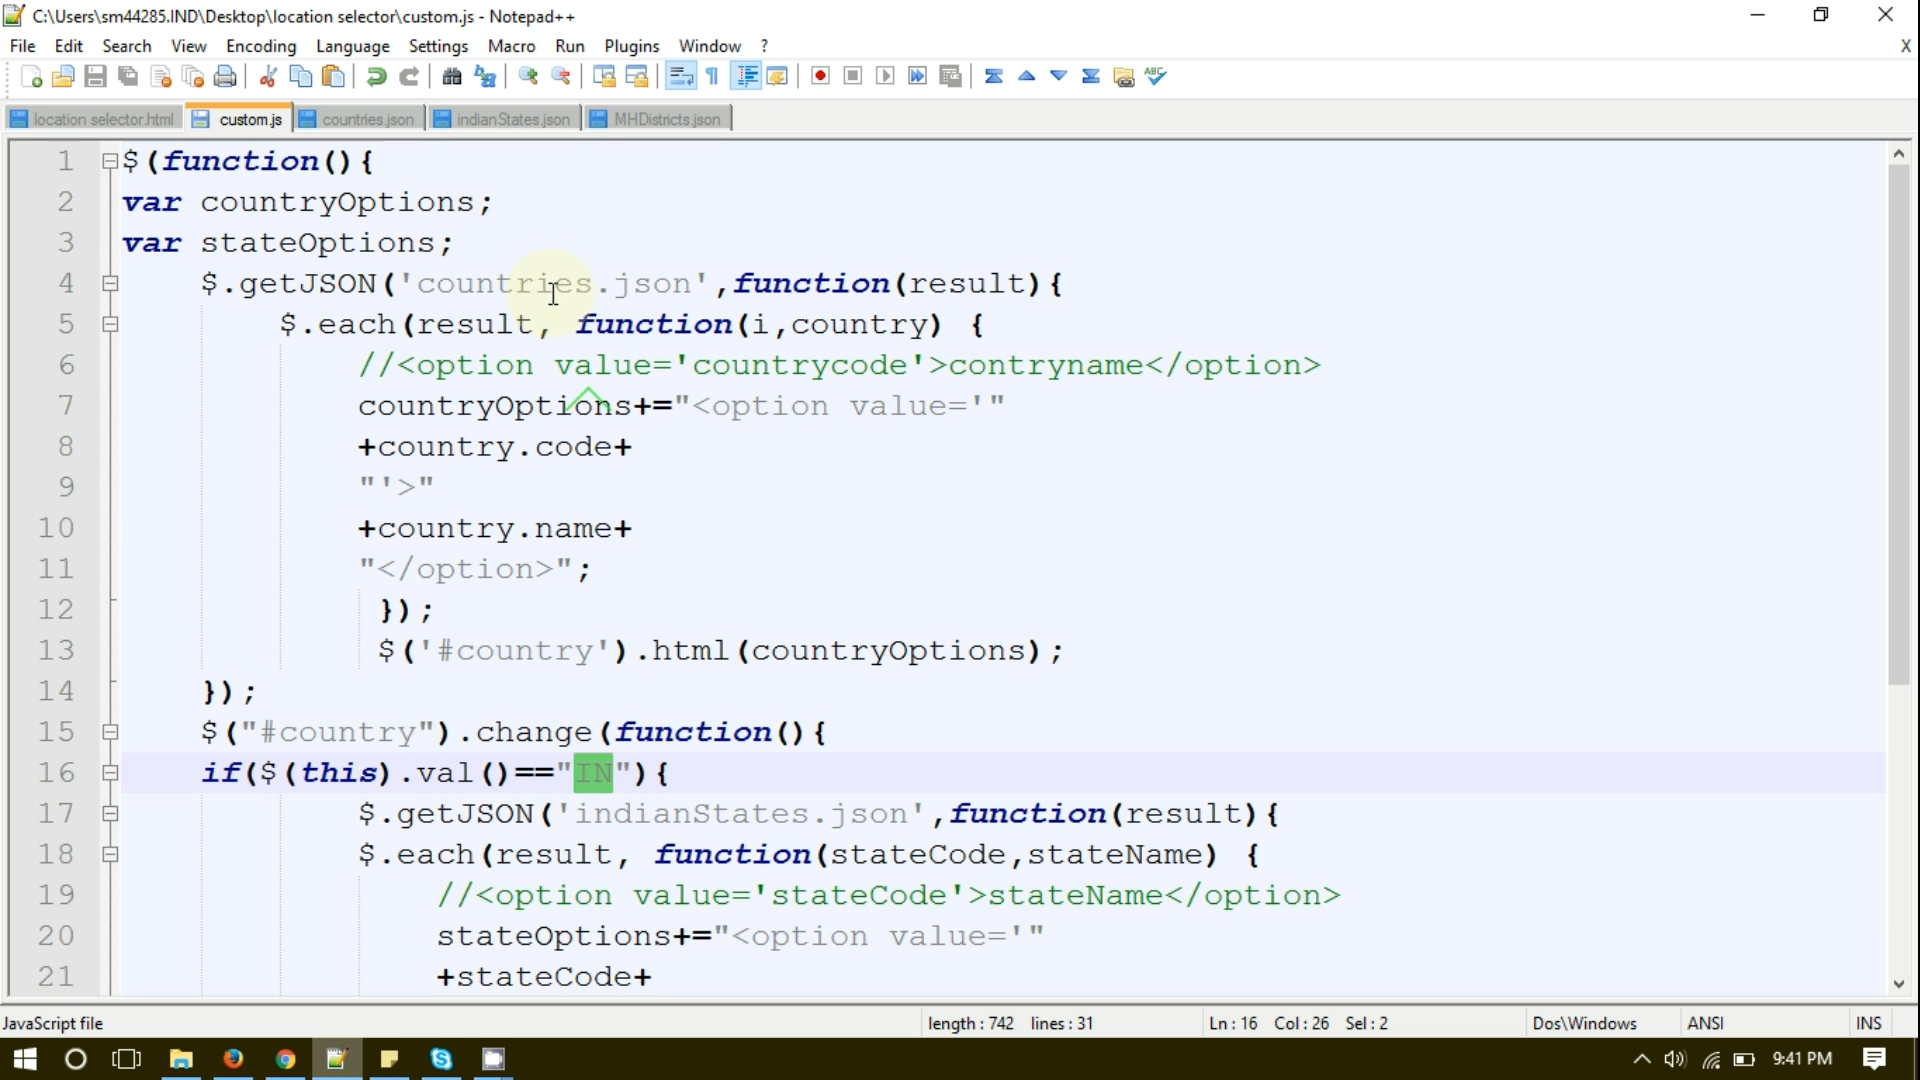 C:\Users\sm44285.IND\Desktop\location selector\custom.js - Notepad++
File Edit Search View Encoding Language Settings Macro Run Plugins Window ? X
location selector.html custom.js countries.json indianStates.json MHDistricts.json
1 $(function(){
2 var countryOptions;
3 var stateOptions;
4 $.getJSON('countries.json',function(result){
5 $.each(result, function(i,country) {
6 //<option value='countrycode'>contryname</option>
7 countryOptions+="<option value='"
8 +country.code+
9 "'>"
10 +country.name+
11 "</option>";
12 });
13 $('#country').html(countryOptions);
14 });
15 $("#country").change(function(){
16 if($(this).val()=="IN"){
17 $.getJSON('indianStates.json',function(result){
18 $.each(result, function(stateCode,stateName) {
19 //<option value='stateCode'>stateName</option>
20 stateOptions+="<option value='"
21 +stateCode+
JavaScript file length : 742 lines : 31 Ln : 16 Col : 26 Sel : 2 Dos\Windows ANSI INS
9:41 PM